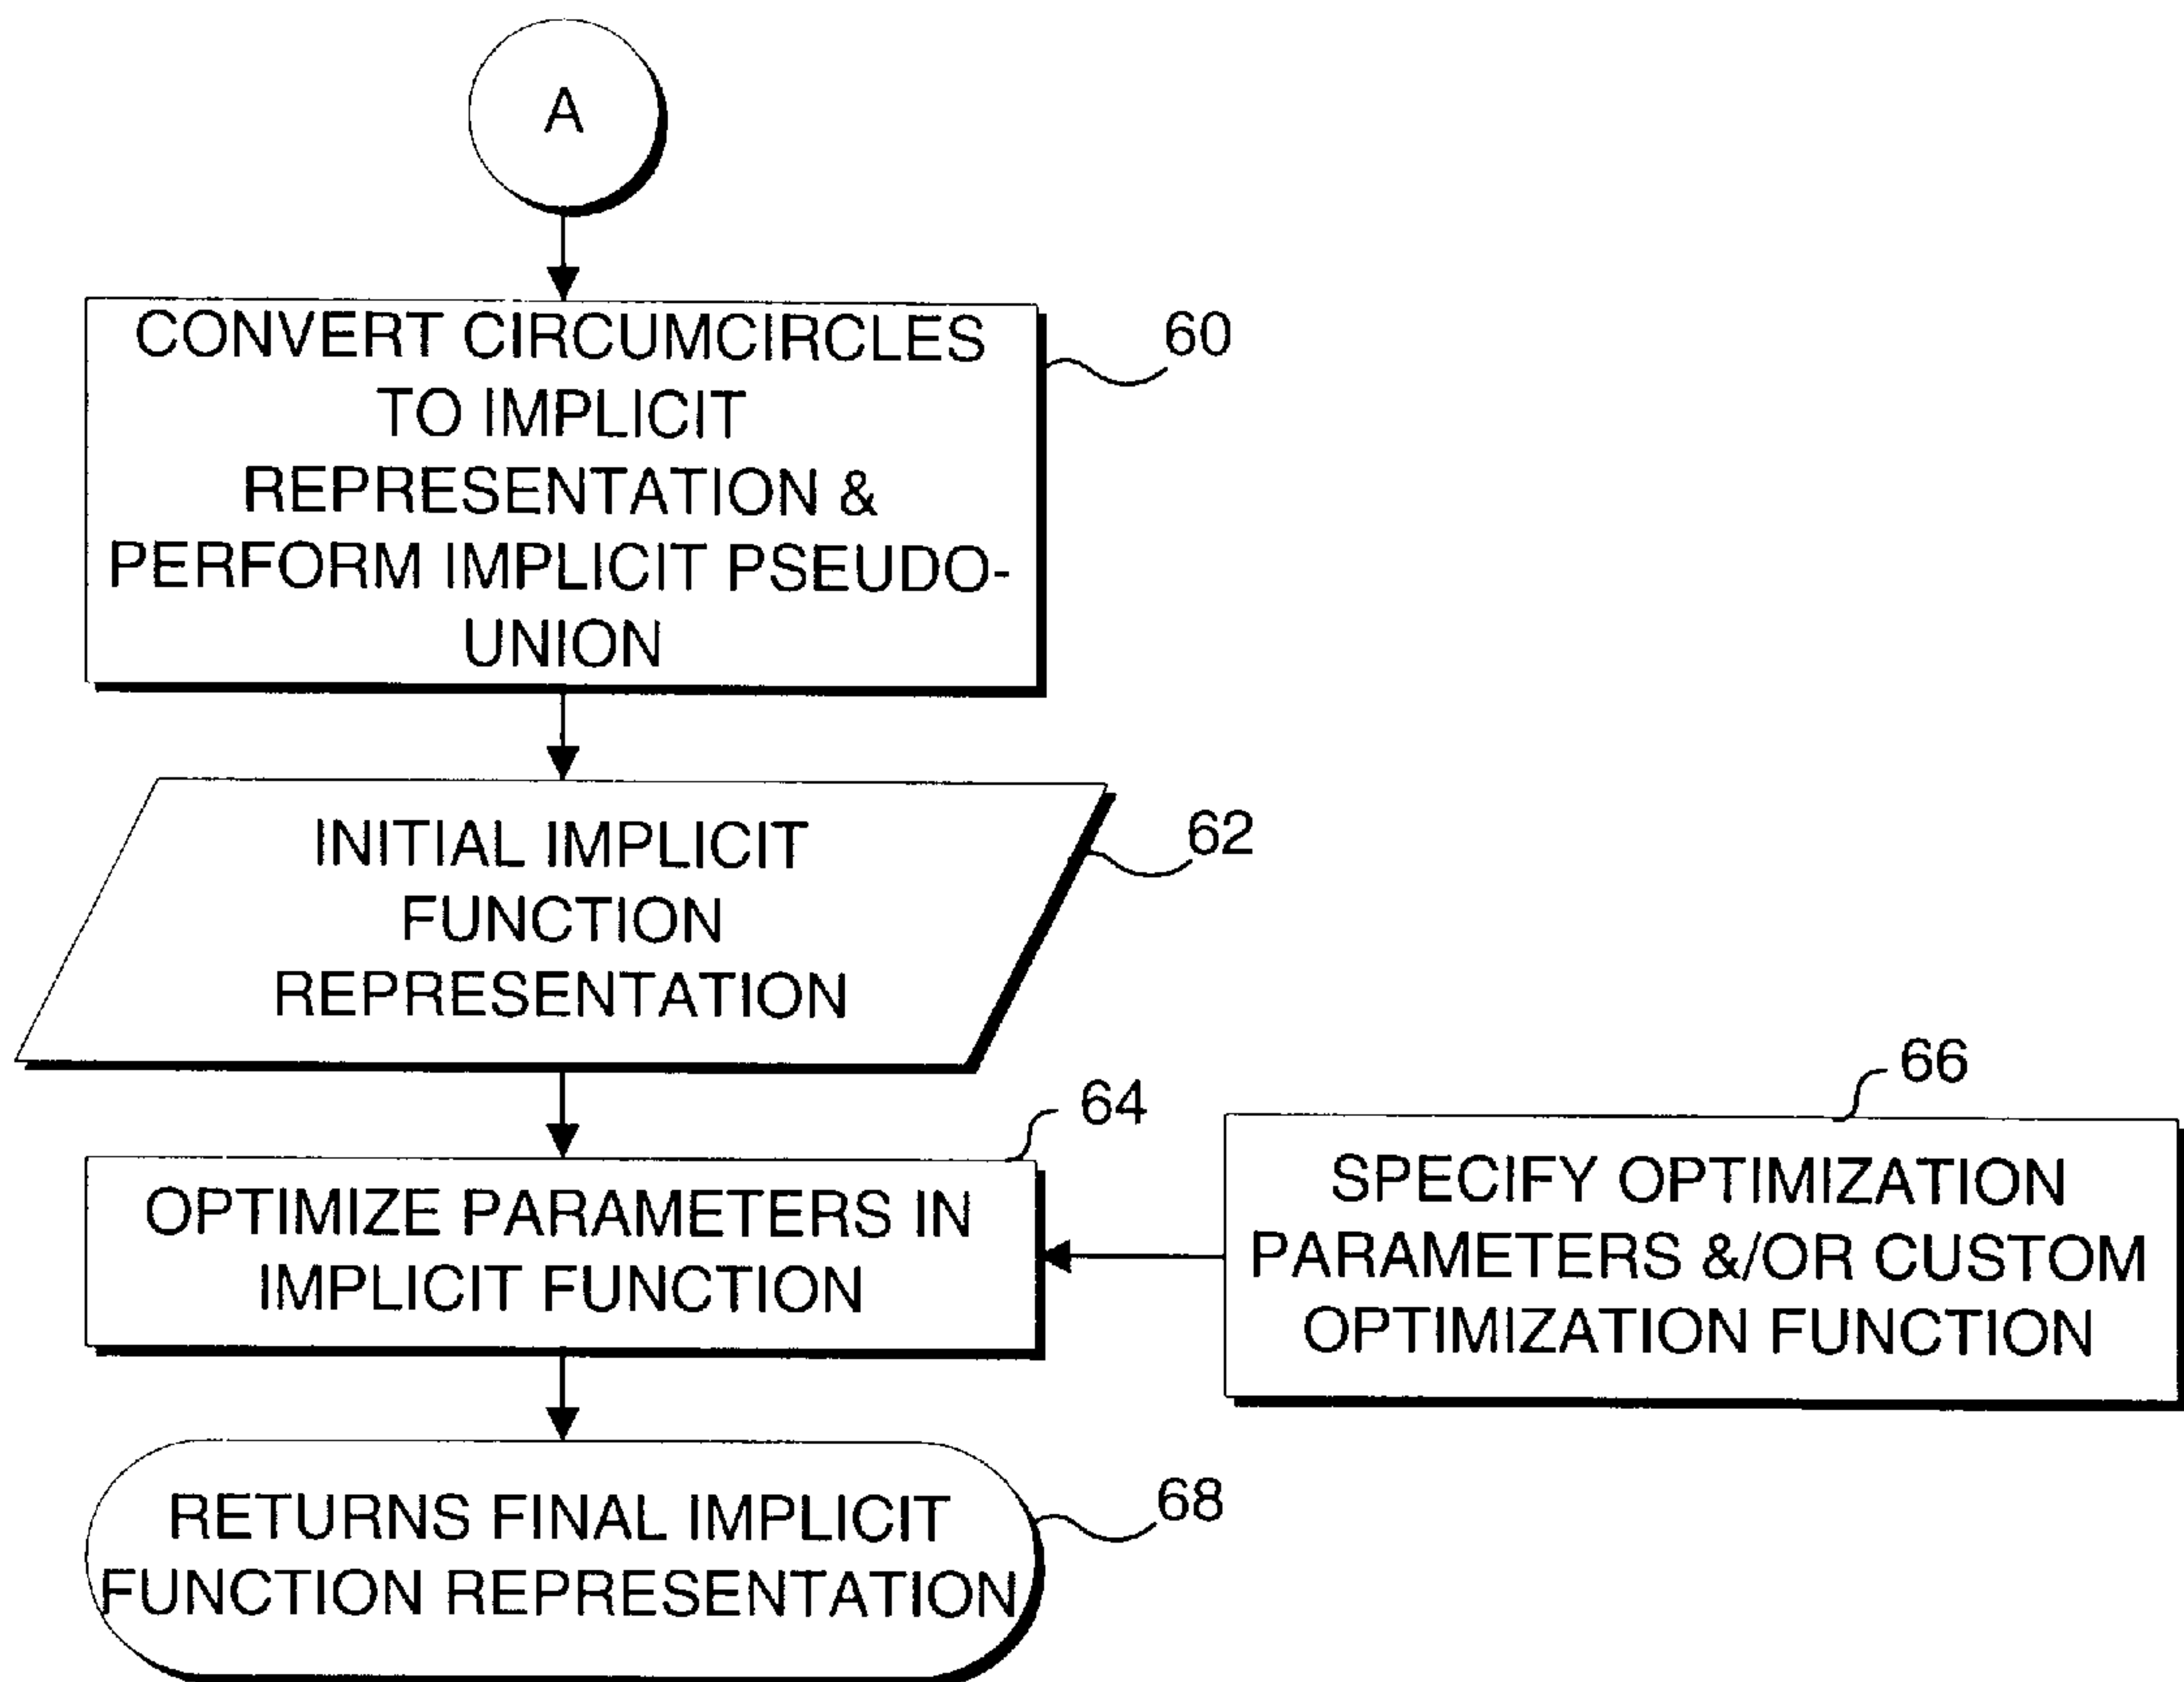 A
CONVERT CIRCUMCIRCLES
TO IMPLICIT
REPRESENTATION &
PERFORM IMPLICIT PSEUDO-
UNION
60
INITIAL IMPLICIT
FUNCTION
REPRESENTATION
62
OPTIMIZE PARAMETERS IN
IMPLICIT FUNCTION
64
SPECIFY OPTIMIZATION
PARAMETERS &/OR CUSTOM
OPTIMIZATION FUNCTION
66
RETURNS FINAL IMPLICIT
FUNCTION REPRESENTATION
68